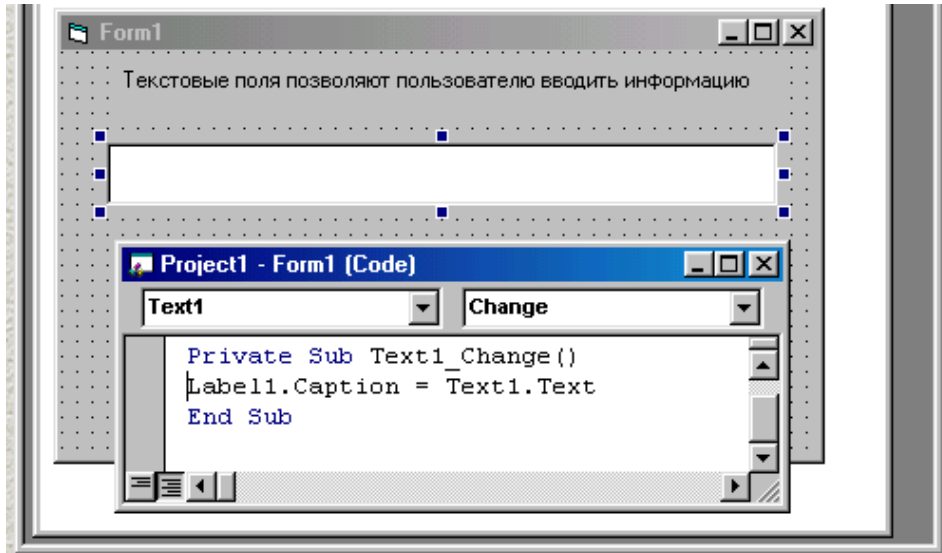 Form1
Текстовые поля позволяют пользователю вводить информацию
Project1 - Form1 (Code)
Text1 Change
Private Sub Text1_Change()
Label1.Caption = Text1.Text
End Sub